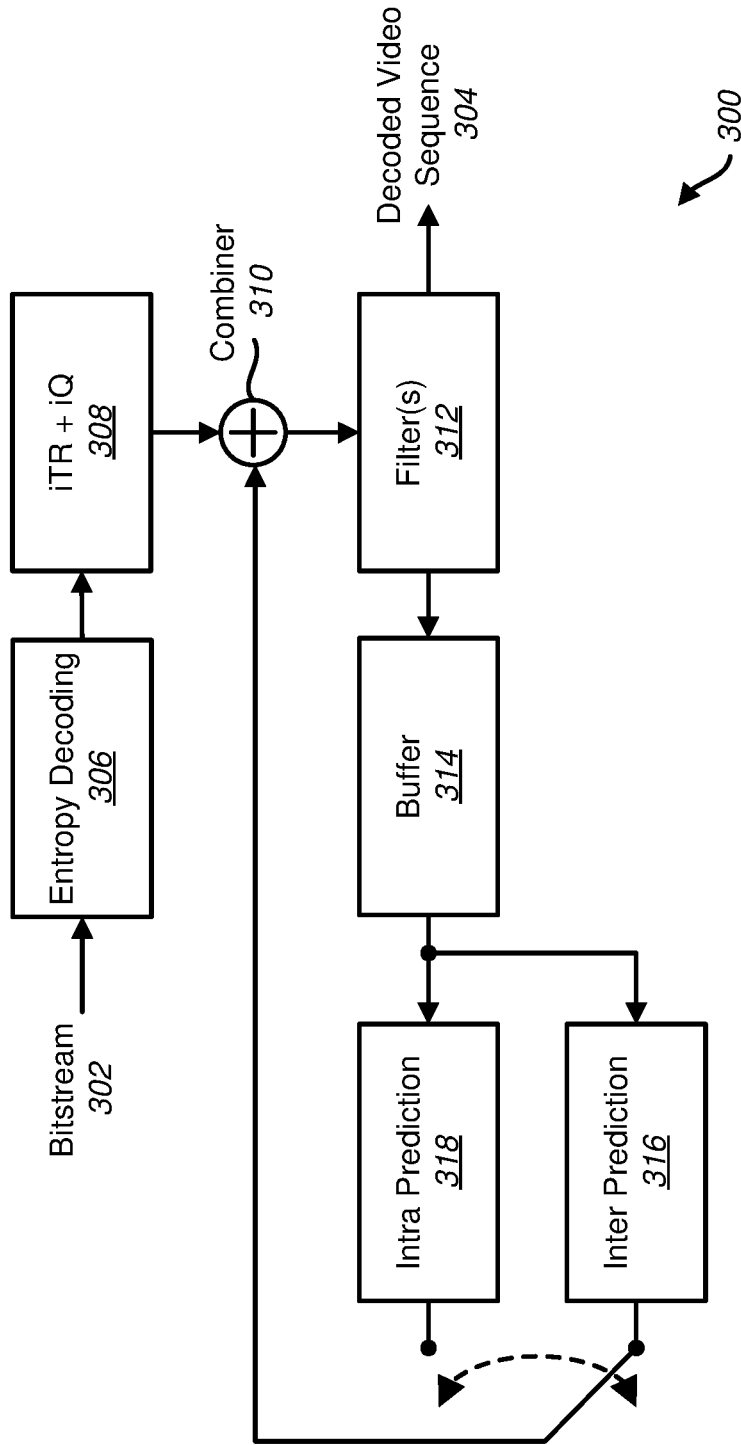 Bitstream
302
Entropy Decoding
306
iTR + iQ
308
Combiner
310
Intra Prediction
318
Buffer
314
Filter(s)
312
Decoded Video
Sequence
304
Inter Prediction
316
300